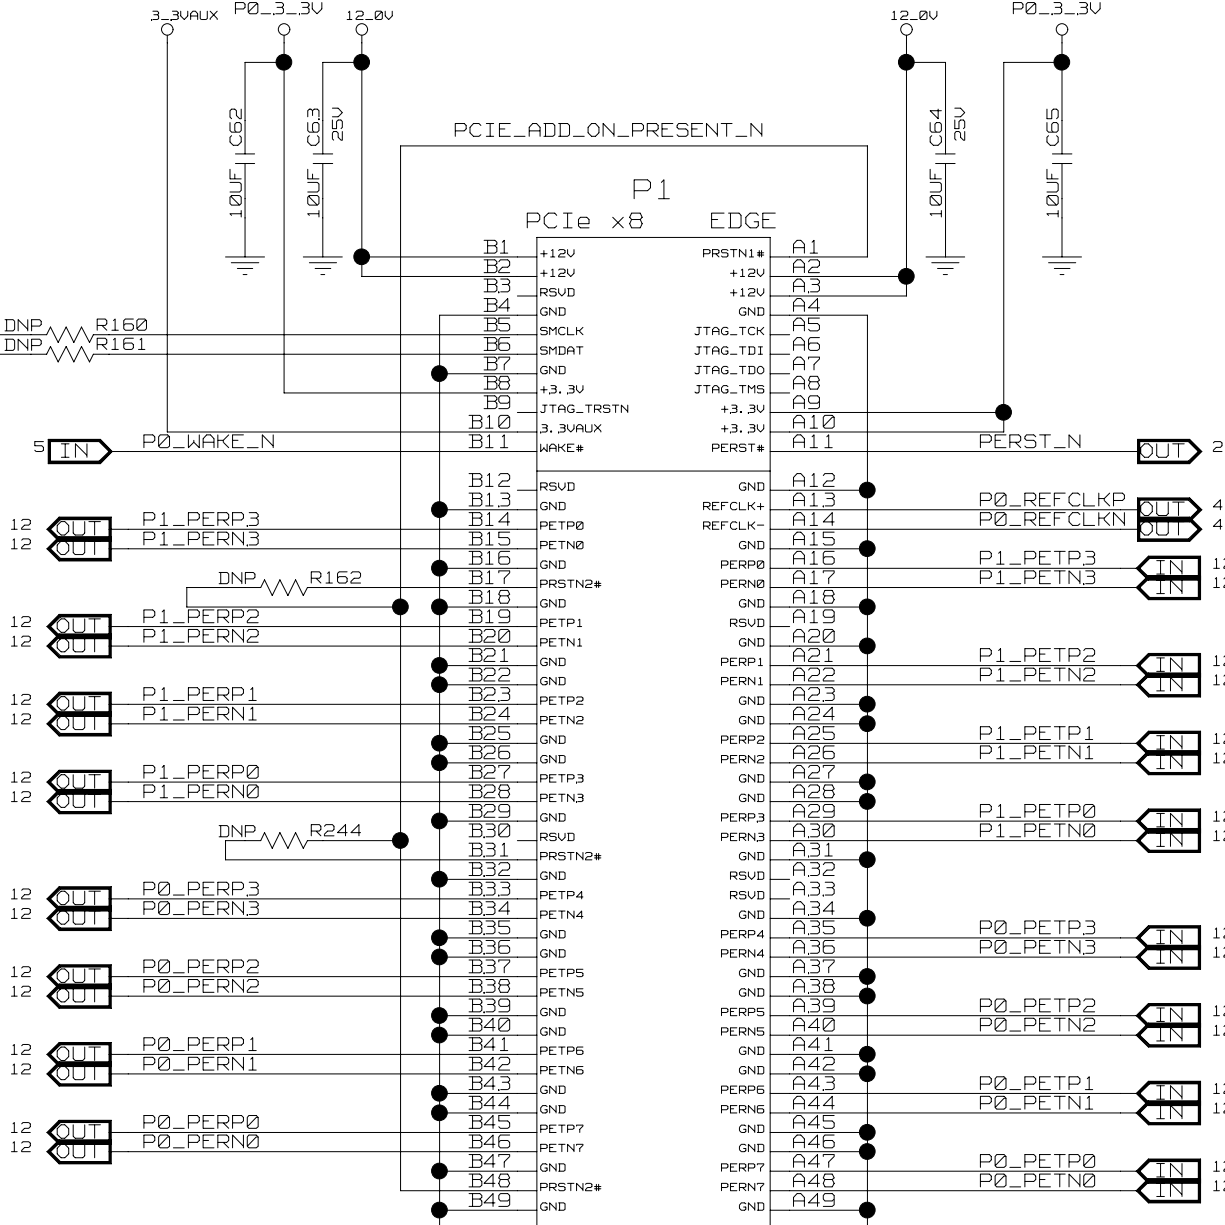 3_3VAUX P0_3_3V 12_0V 12_0V P0_3_3V
C62 10UF
C63 25V 10UF
C64 25V 10UF
C65 10UF
PCIE_ADD_ON_PRESENT_N
P1
PCIe x8 EDGE
B1 +12V PRSTN1# A1
B2 +12V +12V A2
B3 RSVD +12V A3
B4 GND GND A4
DNP R160 B5 SMCLK JTAG_TCK A5
DNP R161 B6 SMDAT JTAG_TDI A6
B7 GND JTAG_TDO A7
B8 +3.3V JTAG_TMS A8
B9 JTAG_TRSTN +3.3V A9
B10 3.3VAUX +3.3V A10
5 IN P0_WAKE_N B11 WAKE# PERST# A11 PERST_N OUT 2
B12 RSVD GND A12
B13 GND REFCLK+ A13 P0_REFCLKP OUT 4
12 OUT P1_PERP3 B14 PETP0 REFCLK- A14 P0_REFCLKN OUT 4
12 OUT P1_PERN3 B15 PETN0 GND A15
B16 GND PERP0 A16 P1_PETP3 IN 12
DNP R162 B17 PRSTN2# PERN0 A17 P1_PETN3 IN 12
B18 GND GND A18
12 OUT P1_PERP2 B19 PETP1 RSVD A19
12 OUT P1_PERN2 B20 PETN1 GND A20
B21 GND PERP1 A21 P1_PETP2 IN 12
B22 GND PERN1 A22 P1_PETN2 IN 12
12 OUT P1_PERP1 B23 PETP2 GND A23
12 OUT P1_PERN1 B24 PETN2 GND A24
B25 GND PERP2 A25 P1_PETP1 IN 12
B26 GND PERN2 A26 P1_PETN1 IN 12
12 OUT P1_PERP0 B27 PETP3 GND A27
12 OUT P1_PERN0 B28 PETN3 GND A28
B29 GND PERP3 A29 P1_PETP0 IN 12
DNP R244 B30 RSVD PERN3 A30 P1_PETN0 IN 12
B31 PRSTN2# GND A31
B32 GND RSVD A32
12 OUT P0_PERP3 B33 PETP4 RSVD A33
12 OUT P0_PERN3 B34 PETN4 GND A34
B35 GND PERP4 A35 P0_PETP3 IN 12
B36 GND PERN4 A36 P0_PETN3 IN 12
12 OUT P0_PERP2 B37 PETP5 GND A37
12 OUT P0_PERN2 B38 PETN5 GND A38
B39 GND PERP5 A39 P0_PETP2 IN 12
B40 GND PERN5 A40 P0_PETN2 IN 12
12 OUT P0_PERP1 B41 PETP6 GND A41
12 OUT P0_PERN1 B42 PETN6 GND A42
B43 GND PERP6 A43 P0_PETP1 IN 12
B44 GND PERN6 A44 P0_PETN1 IN 12
12 OUT P0_PERP0 B45 PETP7 GND A45
12 OUT P0_PERN0 B46 PETN7 GND A46
B47 GND PERP7 A47 P0_PETP0 IN 12
B48 PRSTN2# PERN7 A48 P0_PETN0 IN 12
B49 GND GND A49